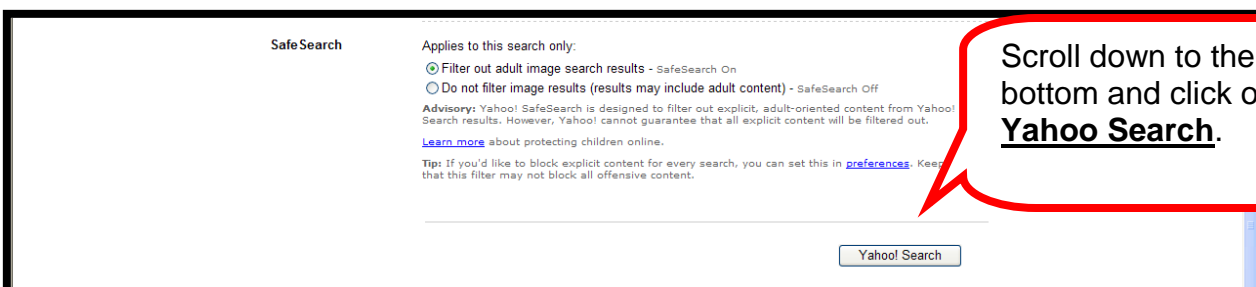 SafeSearch
Applies to this search only:
Filter out adult image search results - SafeSearch On
Do not filter image results (results may include adult content) - SafeSearch Off
Advisory: Yahoo! SafeSearch is designed to filter out explicit, adult-oriented content from Yahoo!
Search results. However, Yahoo! cannot guarantee that all explicit content will be filtered out.
Learn more about protecting children online.
Tip: If you'd like to block explicit content for every search, you can set this in preferences. Keep
that this filter may not block all offensive content.
Yahoo! Search
Scroll down to the
bottom and click
Yahoo Search.